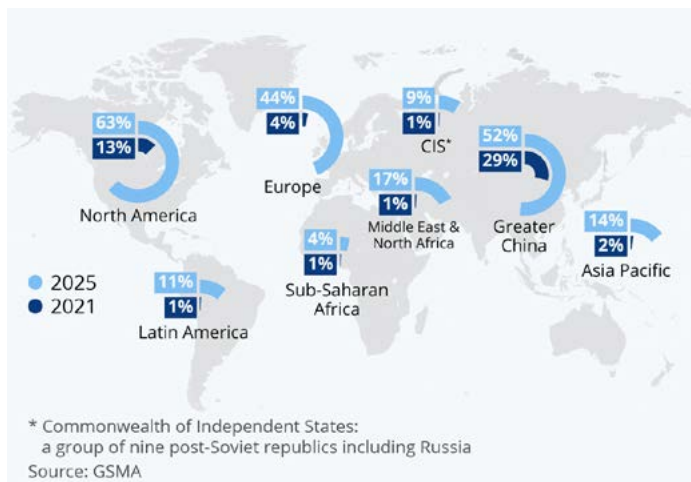 63%
13%
North America
44%
4%
Europe
9%
1%
CIS*
52%
29%
Greater
China
17%
1%
Middle East &
North Africa
14%
2%
Asia Pacific
4%
1%
Sub-Saharan
Africa
11%
1%
Latin America
2025
2021
* Commonwealth of Independent States:
a group of nine post-Soviet republics including Russia
Source: GSMA